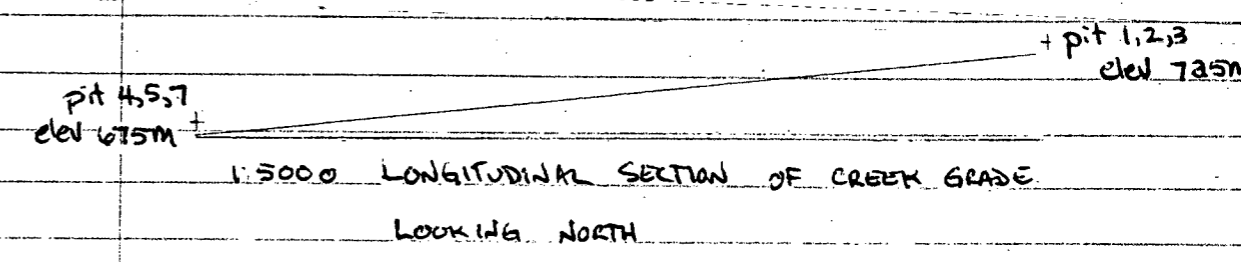 + pit 1,2,3
elev 725m
pit 4,5,7
elev 675m +
1:5000 LONGITUDINAL SECTION OF CREEK GRADE
LOOKING NORTH